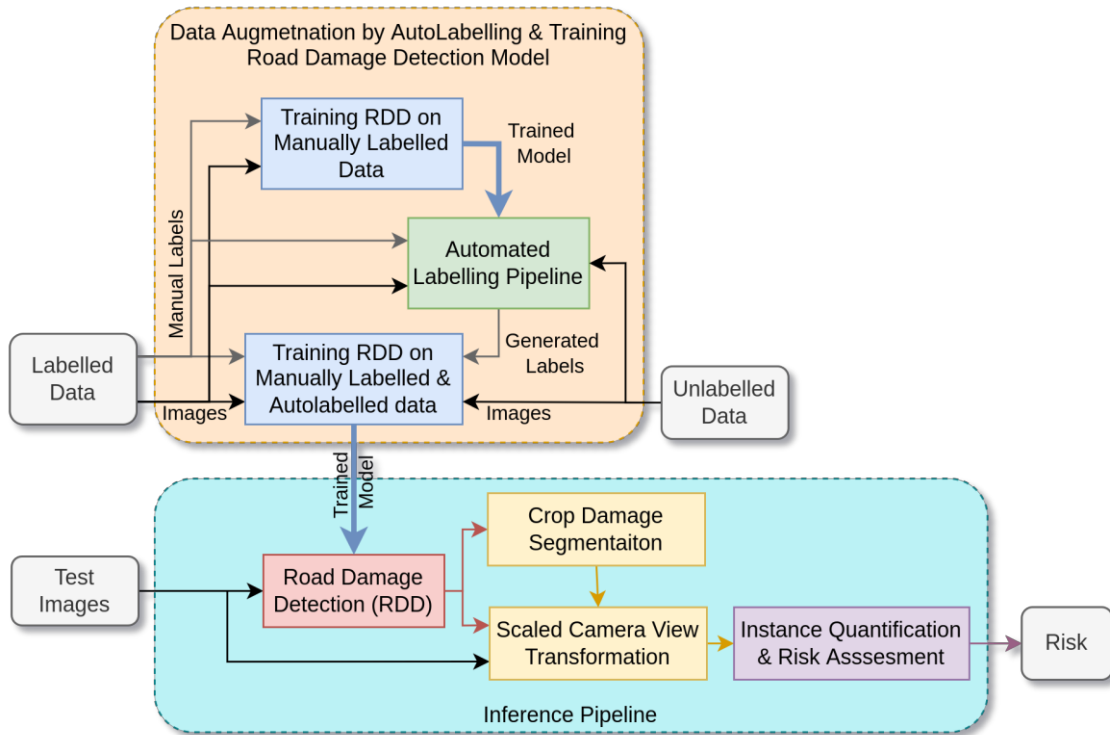 Data Augmetnation by AutoLabelling & Training
Road Damage Detection Model
Training RDD on
Manually Labelled
Data
Trained
Model
Manual Labels
Automated
Labelling Pipeline
Generated
Labels
Labelled
Data
Training RDD on
Manually Labelled &
Autolabelled data
Images
Images
Unlabelled
Data
Trained
Model
Crop Damage
Segmentaiton
Test
Images
Road Damage
Detection (RDD)
Scaled Camera View
Transformation
Instance Quantification
& Risk Asssesment
Risk
Inference Pipeline